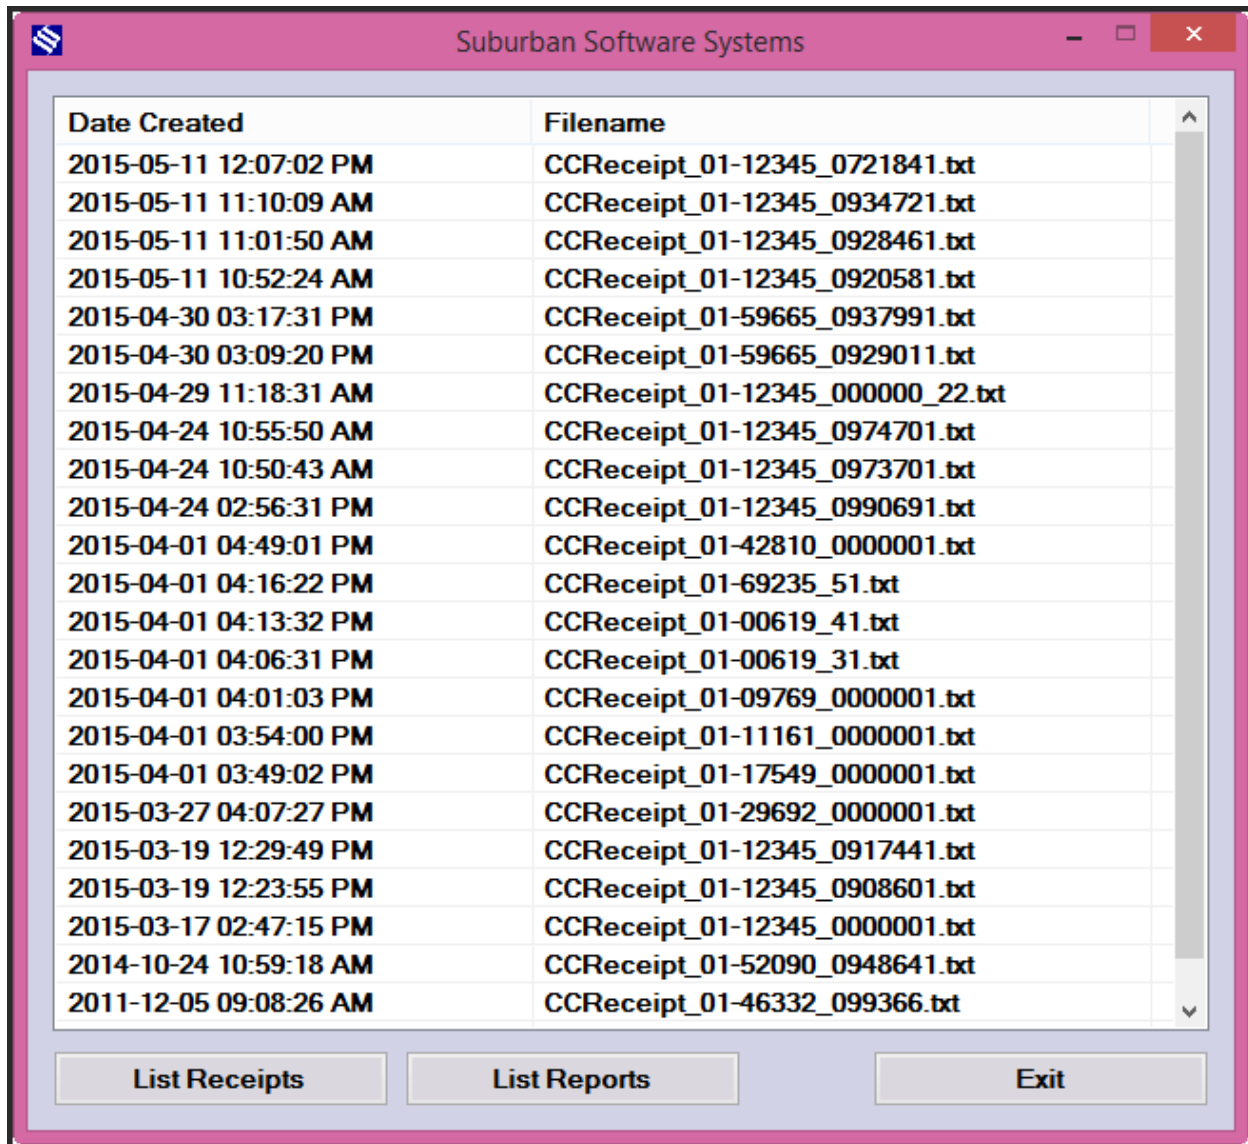 Suburban Software Systems
Date Created Filename
2015-05-11 12:07:02 PM CCReceipt_01-12345_0721841.txt
2015-05-11 11:10:09 AM CCReceipt_01-12345_0934721.txt
2015-05-11 11:01:50 AM CCReceipt_01-12345_0928461.txt
2015-05-11 10:52:24 AM CCReceipt_01-12345_0920581.txt
2015-04-30 03:17:31 PM CCReceipt_01-59665_0937991.txt
2015-04-30 03:09:20 PM CCReceipt_01-59665_0929011.txt
2015-04-29 11:18:31 AM CCReceipt_01-12345_000000_22.txt
2015-04-24 10:55:50 AM CCReceipt_01-12345_0974701.txt
2015-04-24 10:50:43 AM CCReceipt_01-12345_0973701.txt
2015-04-24 02:56:31 PM CCReceipt_01-12345_0990691.txt
2015-04-01 04:49:01 PM CCReceipt_01-42810_0000001.txt
2015-04-01 04:16:22 PM CCReceipt_01-69235_51.txt
2015-04-01 04:13:32 PM CCReceipt_01-00619_41.txt
2015-04-01 04:06:31 PM CCReceipt_01-00619_31.txt
2015-04-01 04:01:03 PM CCReceipt_01-09769_0000001.txt
2015-04-01 03:54:00 PM CCReceipt_01-11161_0000001.txt
2015-04-01 03:49:02 PM CCReceipt_01-17549_0000001.txt
2015-03-27 04:07:27 PM CCReceipt_01-29692_0000001.txt
2015-03-19 12:29:49 PM CCReceipt_01-12345_0917441.txt
2015-03-19 12:23:55 PM CCReceipt_01-12345_0908601.txt
2015-03-17 02:47:15 PM CCReceipt_01-12345_0000001.txt
2014-10-24 10:59:18 AM CCReceipt_01-52090_0948641.txt
2011-12-05 09:08:26 AM CCReceipt_01-46332_099366.txt
List Receipts List Reports Exit